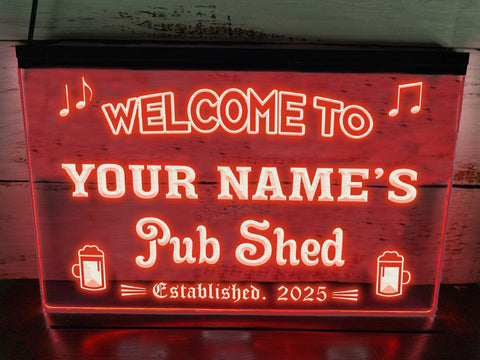 WELCOME TO
YOUR NAME'S
Pub Shed
Established. 2025